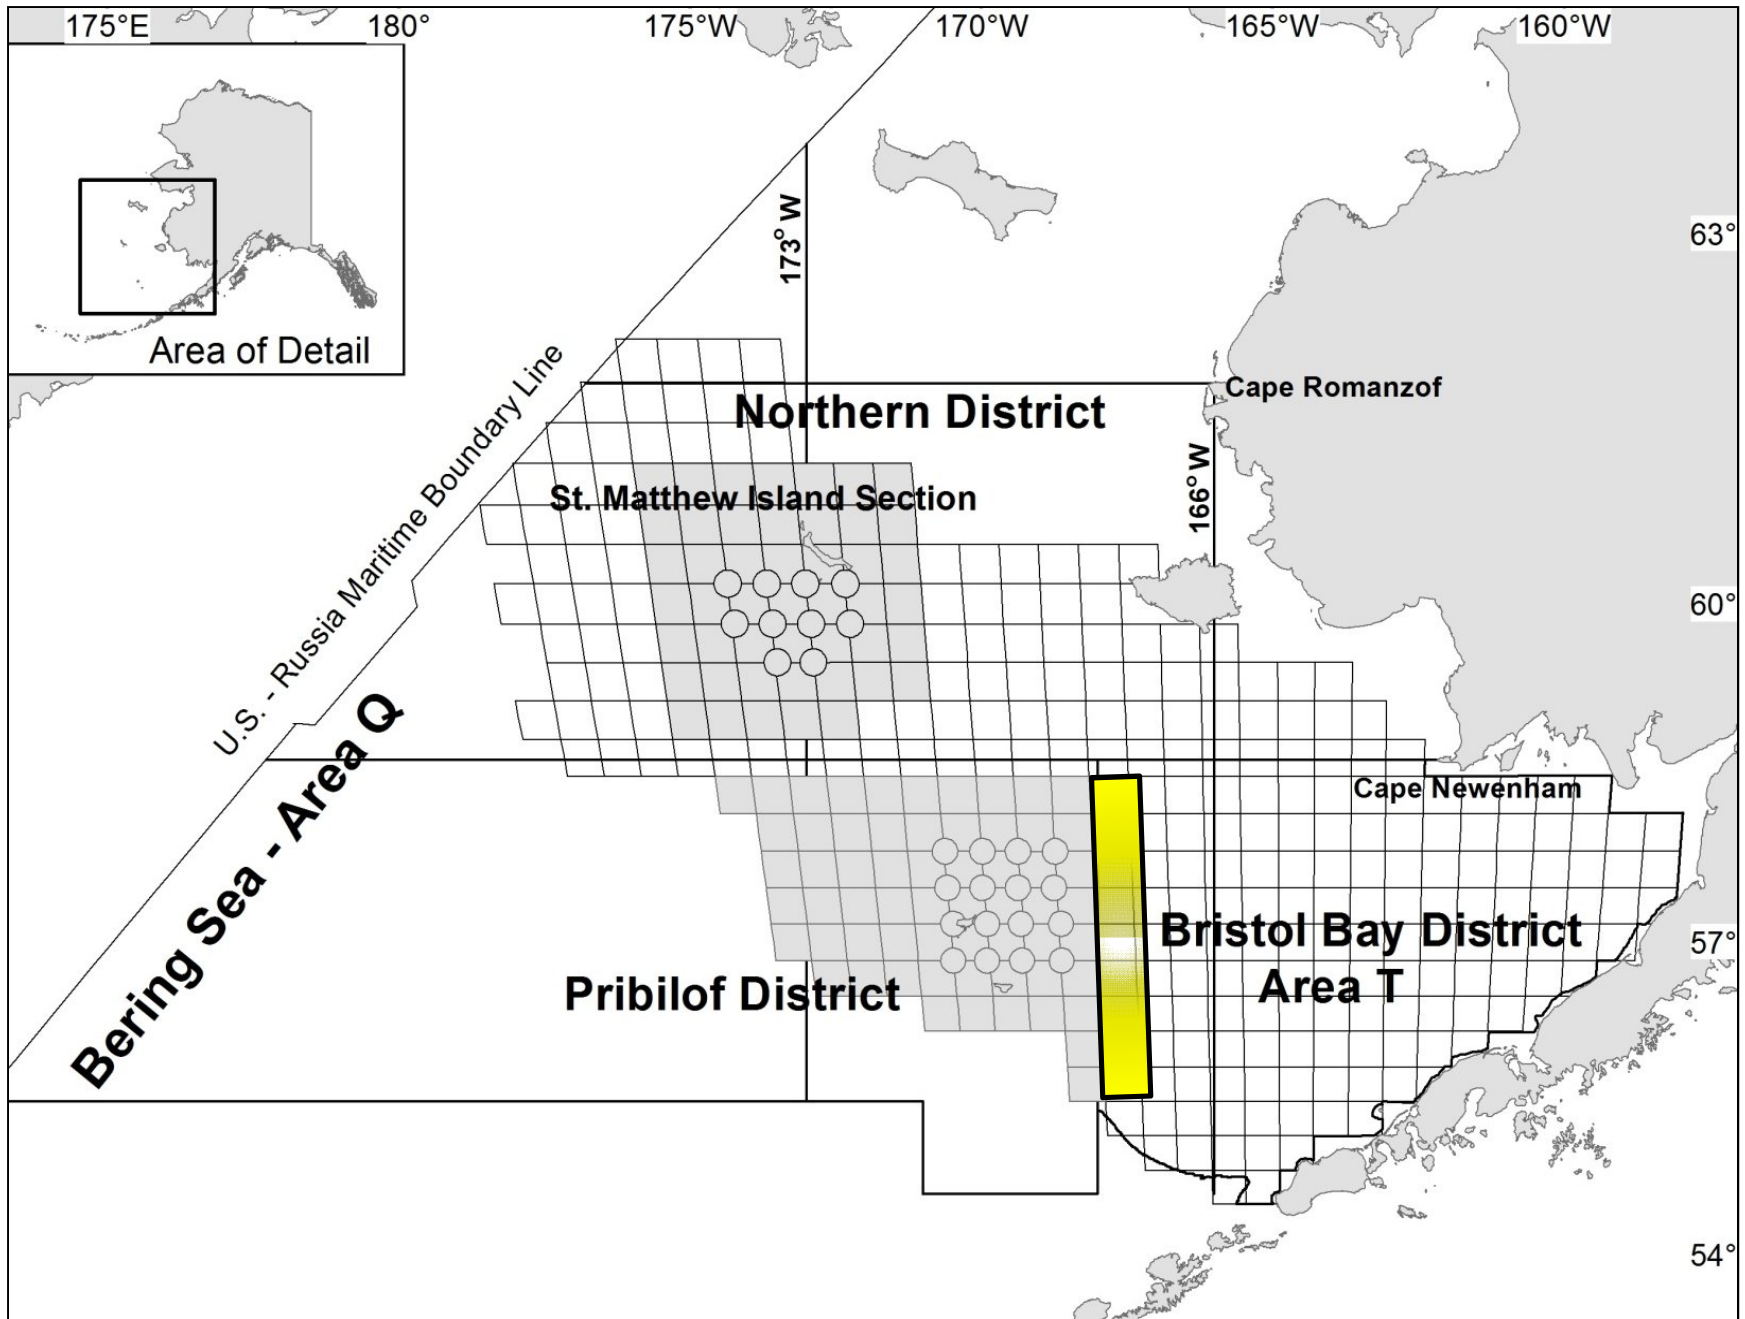 175°E
180°
175°W
170°W
165°W
160°W
173° W
63°
Area of Detail
U.S. - Russia Maritime Boundary Line
Cape Romanzof
Northern District
St. Matthew Island Section
166° W
60°
Bering Sea - Area Q
Cape Newenham
Bristol Bay District
Area T
57°
Pribilof District
54°